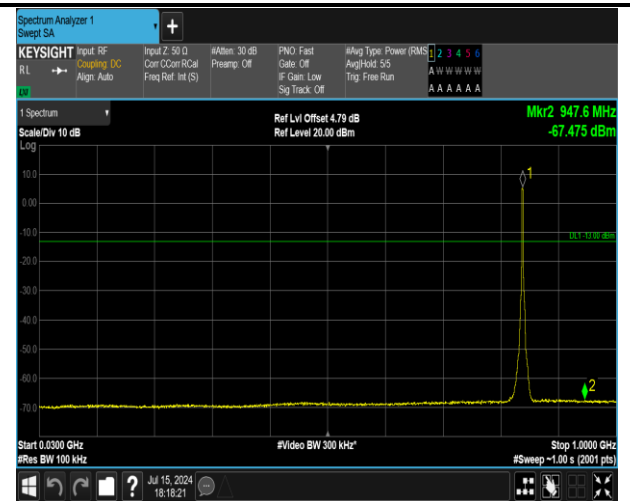 Spectrum Analyzer 1
Swept SA
+
KEYSIGHT Input: RF Input Z: 50 Ω #Atten: 30 dB PNO: Fast #Avg Type: Power (RMS 1 2 3 4 5 6
R L Coupling: DC Corr CCorr RCal Preamp: Off Gate: Off Avg|Hold: 5/5 A W W W W W
Align: Auto Freq Ref: Int (S) IF Gain: Low Trig: Free Run
Sig Track: Off A A A A A A
1 Spectrum Ref Lvl Offset 4.79 dB Mkr2 947.6 MHz
Scale/Div 10 dB Ref Level 20.00 dBm -67.475 dBm
Log
1
10.0
0.00
-10.0
DL1 -13.00 dBm
-20.0
-30.0
-40.0
-50.0
-60.0
2
-70.0
Start 0.0300 GHz #Video BW 300 kHz* Stop 1.0000 GHz
#Res BW 100 kHz #Sweep ~1.00 s (2001 pts)
? Jul 15, 2024
18:18:21